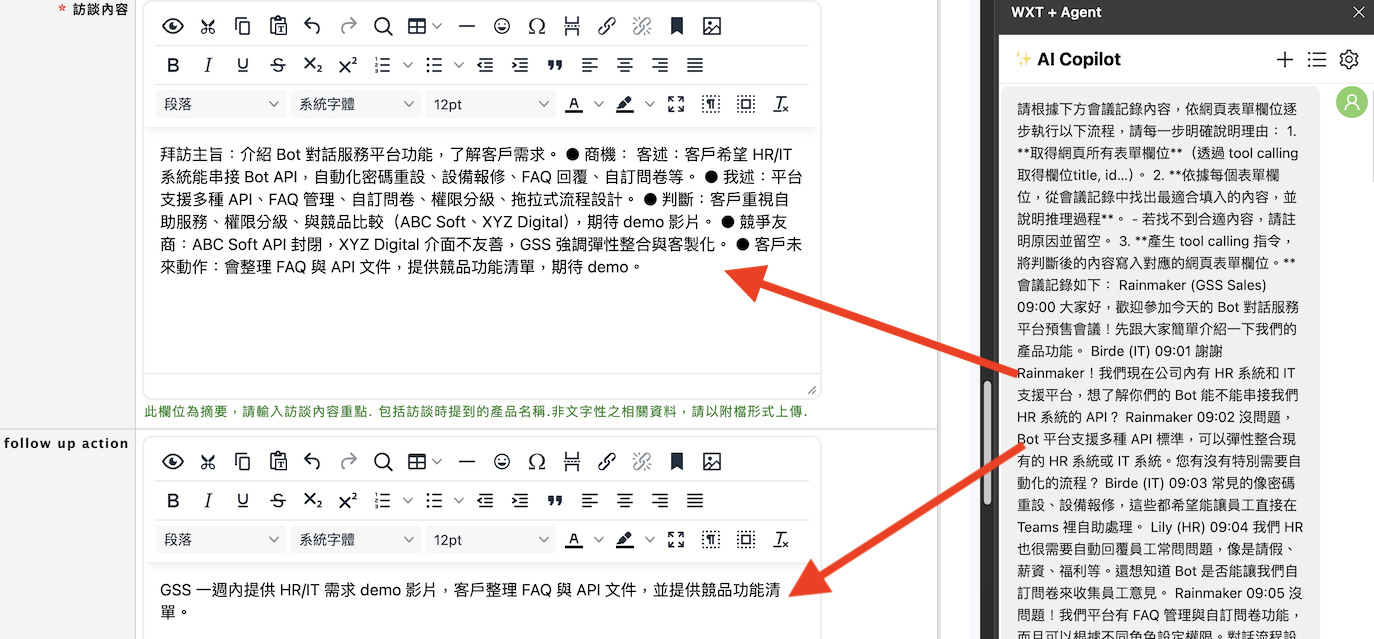 * 訪談內容
段落
系統字體
12pt
拜訪主旨：介紹 Bot 對話服務平台功能，了解客戶需求。 ● 商機： 客述：客戶希望 HR/IT
系統能串接 Bot API，自動化密碼重設、設備報修、FAQ 回覆、自訂問卷等。 ● 我述：平台
支援多種 API、FAQ 管理、自訂問卷、權限分級、拖拉式流程設計。 ● 判斷：客戶重視自
助服務、權限分級、與競品比較（ABC Soft、XYZ Digital），期待 demo 影片。 ● 競爭友
商：ABC Soft API 封閉，XYZ Digital 介面不友善，GSS 強調彈性整合與客製化。 ● 客戶未
來動作：會整理 FAQ 與 API 文件，提供競品功能清單，期待 demo。
此欄位為摘要，請輸入訪談內容重點. 包括訪談時提到的產品名稱.非文字性之相關資料，請以附檔形式上傳.
follow up action
段落
系統字體
12pt
GSS 一週內提供 HR/IT 需求 demo 影片，客戶整理 FAQ 與 API 文件，並提供競品功能清
單。
WXT + Agent
✨ AI Copilot
請根據下方會議記錄內容，依網頁表單欄位逐
步執行以下流程，請每一步明確說明理由： 1.
**取得網頁所有表單欄位**（透過 tool calling
取得欄位title, id...）。 2. **依據每個表單欄
位，從會議記錄中找出最適合填入的內容，並
說明推理過程**。 - 若找不到合適內容，請註
明原因並留空。 3. **產生 tool calling 指令，
將判斷後的內容寫入對應的網頁表單欄位。**
會議記錄如下： Rainmaker (GSS Sales)
09:00 大家好，歡迎參加今天的 Bot 對話服務
平台預售會議！先跟大家簡單介紹一下我們的
產品功能。 Birde (IT) 09:01 謝謝
Rainmaker！我們現在公司內有 HR 系統和 IT
支援平台，想了解你們的 Bot 能不能串接我們
HR 系統的 API？ Rainmaker 09:02 沒問題，
Bot 平台支援多種 API 標準，可以彈性整合現
有的 HR 系統或 IT 系統。您有沒有特別需要自
動化的流程？ Birde (IT) 09:03 常見的像密碼
重設、設備報修，這些都希望能讓員工直接在
Teams 裡自助處理。 Lily (HR) 09:04 我們 HR
也很需要自動回覆員工常問問題，像是請假、
薪資、福利等。還想知道 Bot 是否能讓我們自
訂問卷來收集員工意見。 Rainmaker 09:05 沒
問題！我們平台有 FAQ 管理與自訂問卷功能，
而且可以根據不同角色設定權限。對話流程設